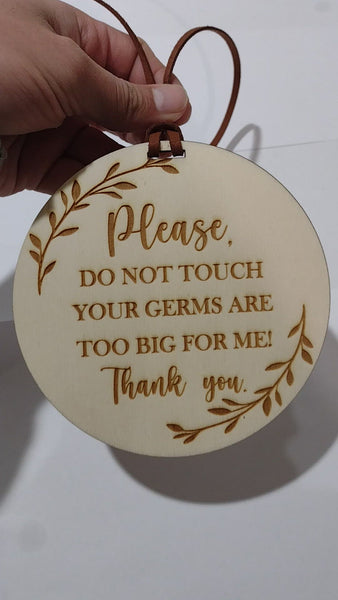 Please,
DO NOT TOUCH
YOUR GERMS ARE
TOO BIG FOR ME!
Thank you.